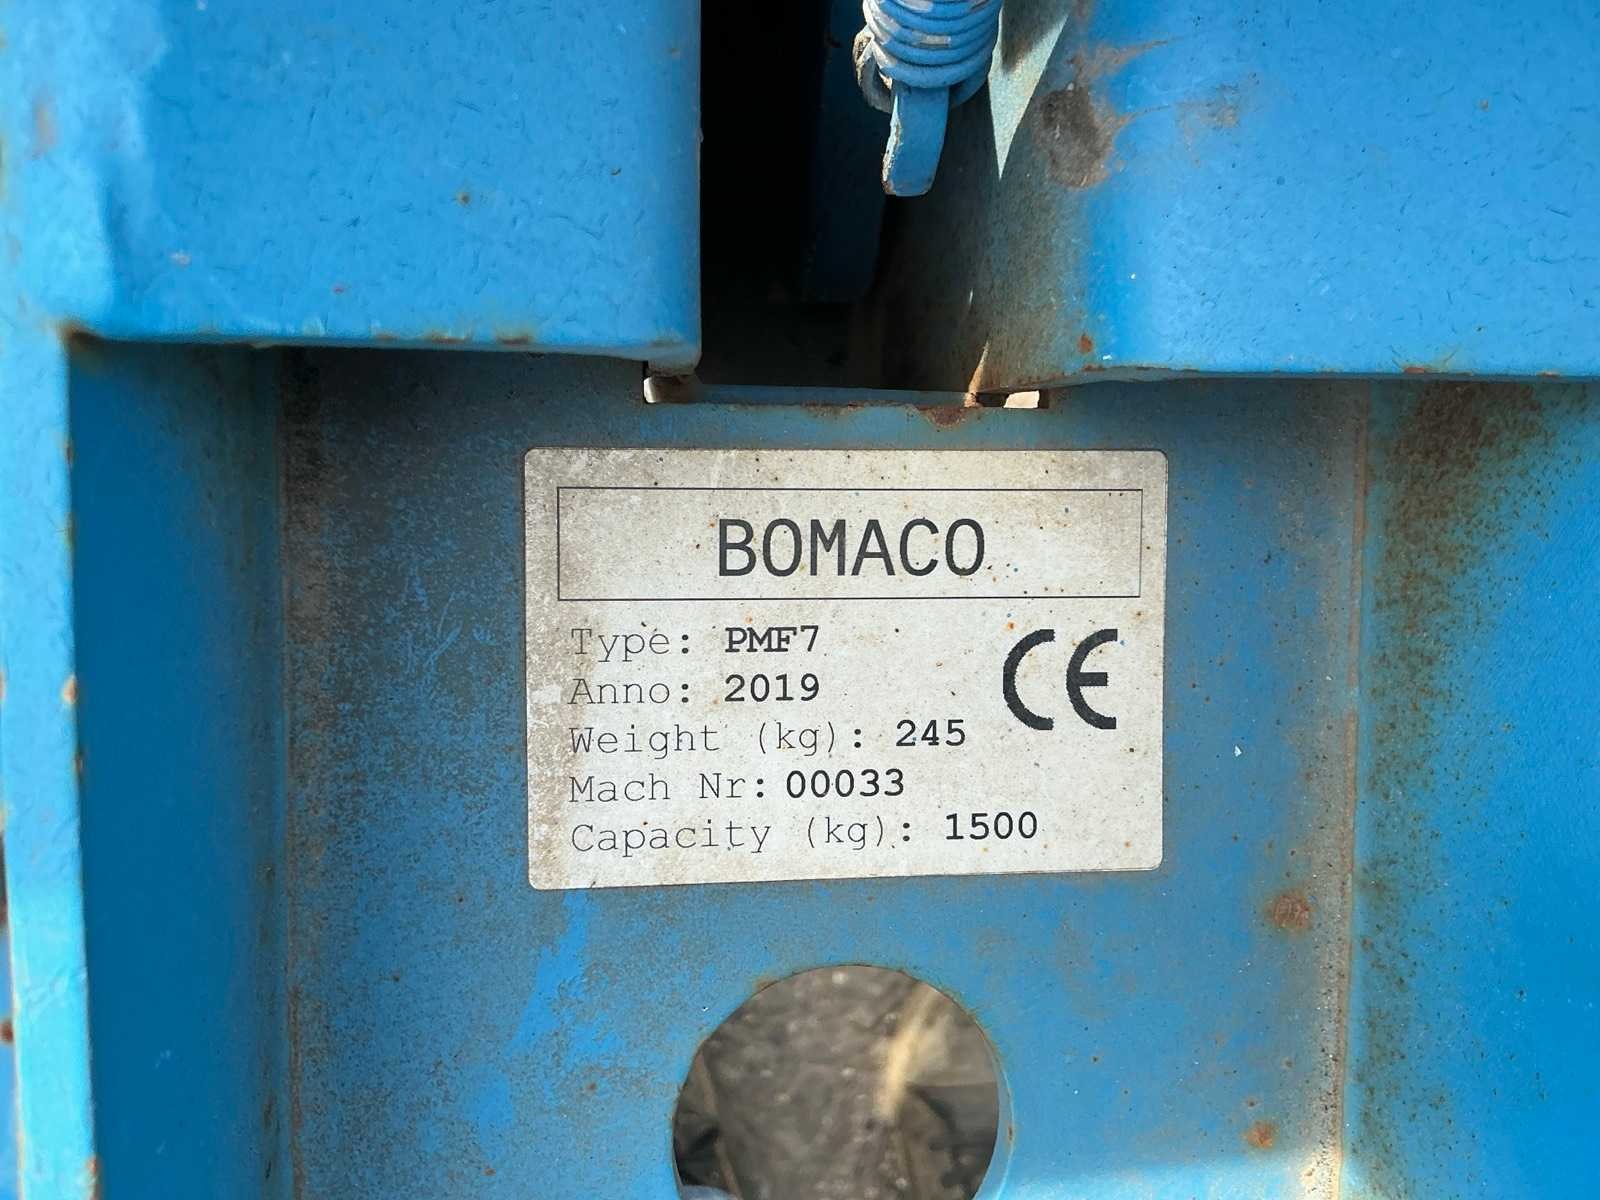 BOMACO
Type: PMF7
Anno: 2019
Weight (kg): 245
Mach Nr: 00033
Capacity (kg): 1500
CE